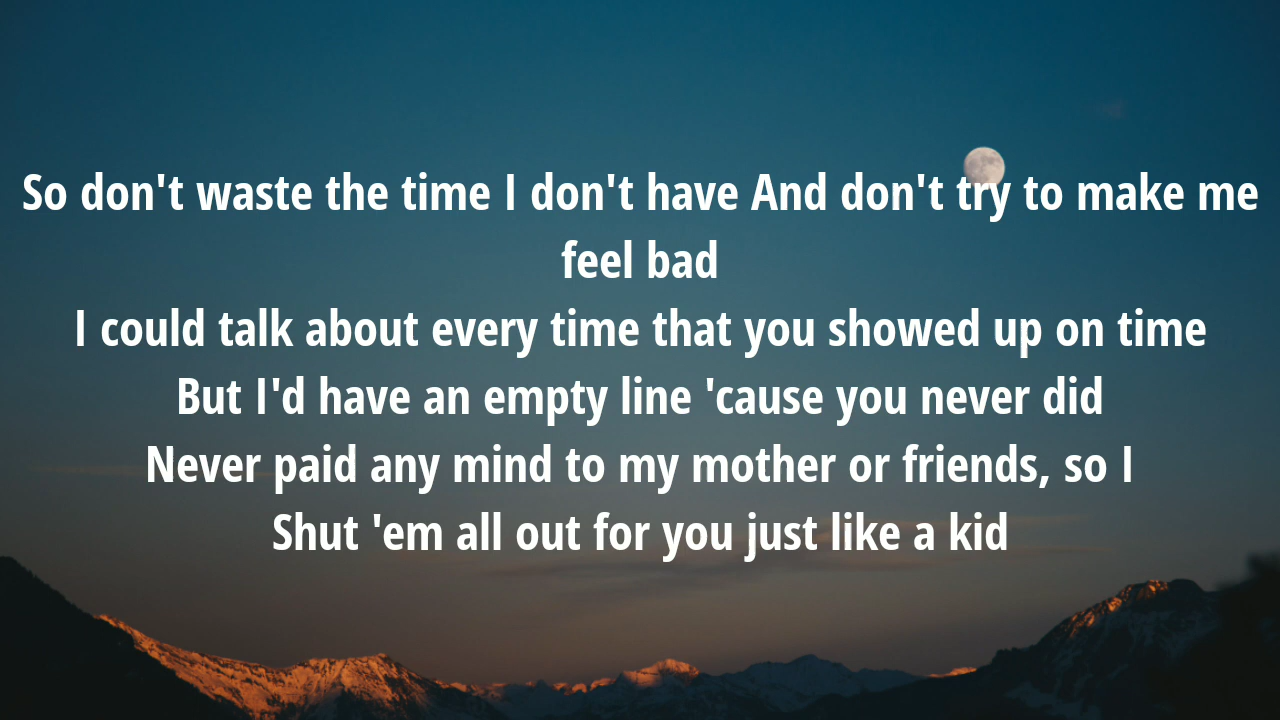 So don't waste the time I don't have And don't try to make me
feel bad
I could talk about every time that you showed up on time
But I'd have an empty line 'cause you never did
Never paid any mind to my mother or friends, so I
Shut 'em all out for you just like a kid